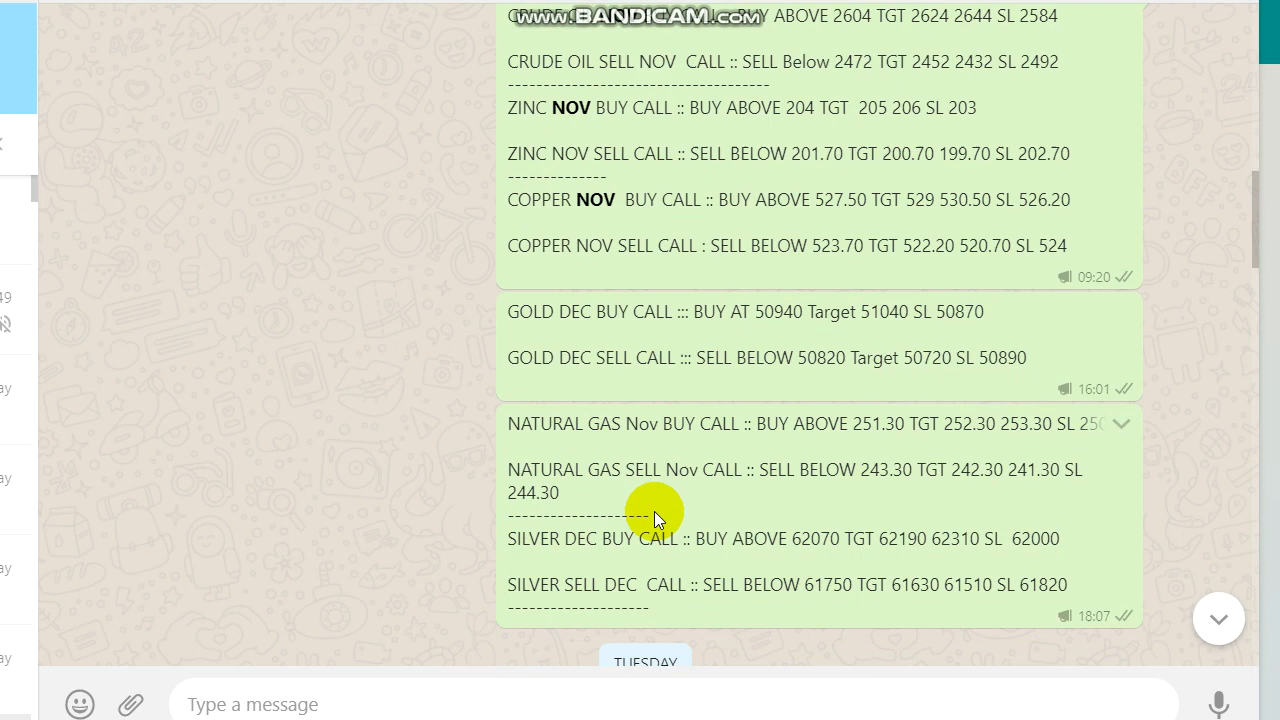 www.BANDICAM.com
CRUDE BUY ABOVE 2604 TGT 2624 2644 SL 2584
CRUDE OIL SELL NOV CALL :: SELL Below 2472 TGT 2452 2432 SL 2492
-------------------------------------
ZINC NOV BUY CALL :: BUY ABOVE 204 TGT 205 206 SL 203
ZINC NOV SELL CALL :: SELL BELOW 201.70 TGT 200.70 199.70 SL 202.70
--------------
COPPER NOV BUY CALL :: BUY ABOVE 527.50 TGT 529 530.50 SL 526.20
COPPER NOV SELL CALL : SELL BELOW 523.70 TGT 522.20 520.70 SL 524
09:20
GOLD DEC BUY CALL ::: BUY AT 50940 Target 51040 SL 50870
GOLD DEC SELL CALL ::: SELL BELOW 50820 Target 50720 SL 50890
16:01
NATURAL GAS Nov BUY CALL :: BUY ABOVE 251.30 TGT 252.30 253.30 SL 250
NATURAL GAS SELL Nov CALL :: SELL BELOW 243.30 TGT 242.30 241.30 SL
244.30
--------------------
SILVER DEC BUY CALL :: BUY ABOVE 62070 TGT 62190 62310 SL 62000
SILVER SELL DEC CALL :: SELL BELOW 61750 TGT 61630 61510 SL 61820
--------------------
18:07
TUESDAY
49
ay
ay
ay
ay
Type a message